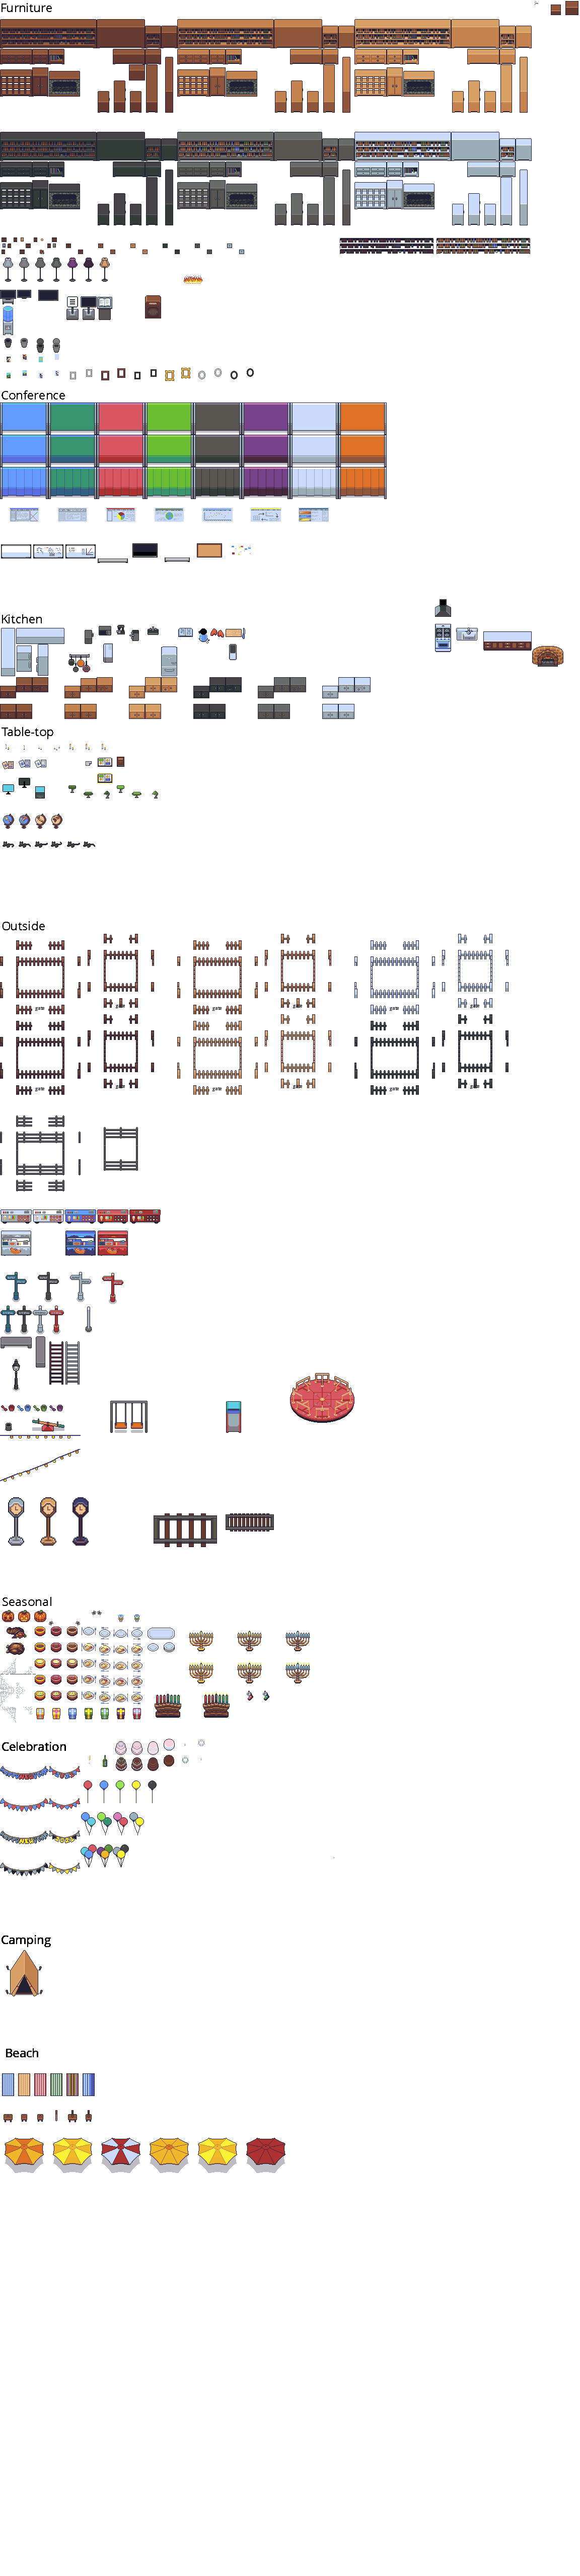 Furniture
Conference
Kitchen
Table-top
Outside
Seasonal
Celebration
Camping
Beach